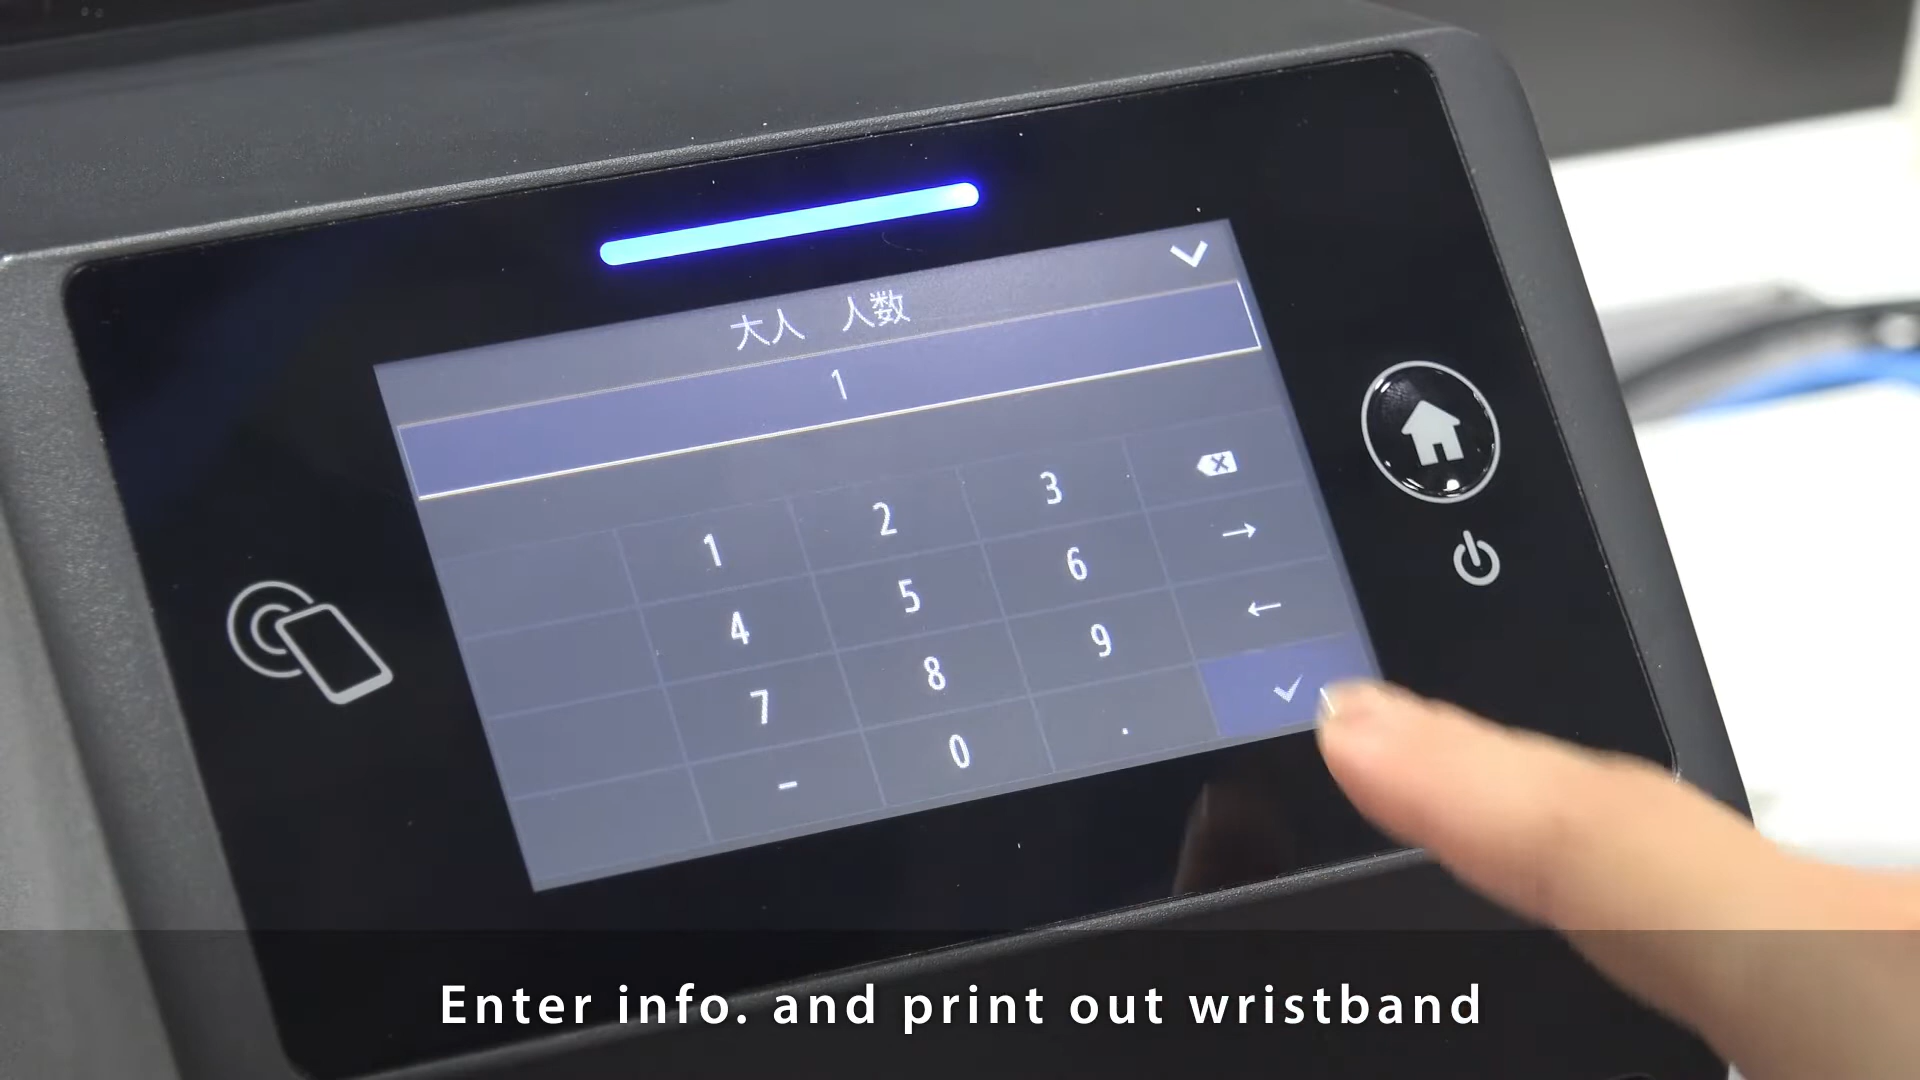 大人 人数
1
1 2 3
4 5 6 →
7 8 9 ←
- 0 .
Enter info. and print out wristband